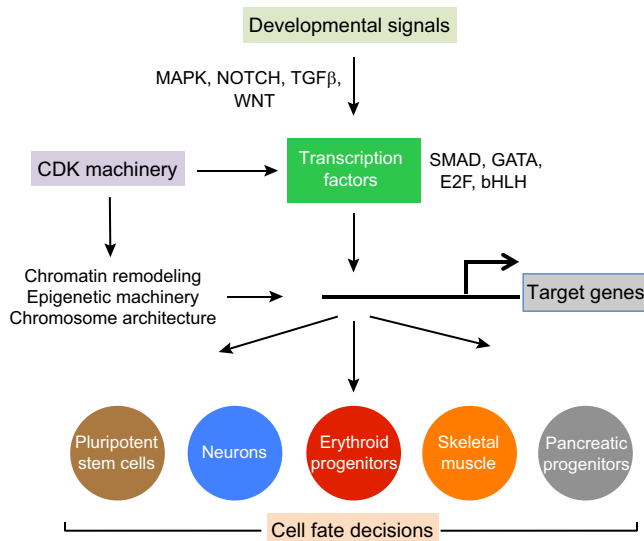 Developmental signals
MAPK, NOTCH, TGFβ,
WNT
CDK machinery
Transcription
factors
SMAD, GATA,
E2F, bHLH
Chromatin remodeling
Epigenetic machinery
Chromosome architecture
Target genes
Pluripotent
stem cells
Neurons
Erythroid
progenitors
Skeletal
muscle
Pancreatic
progenitors
Cell fate decisions